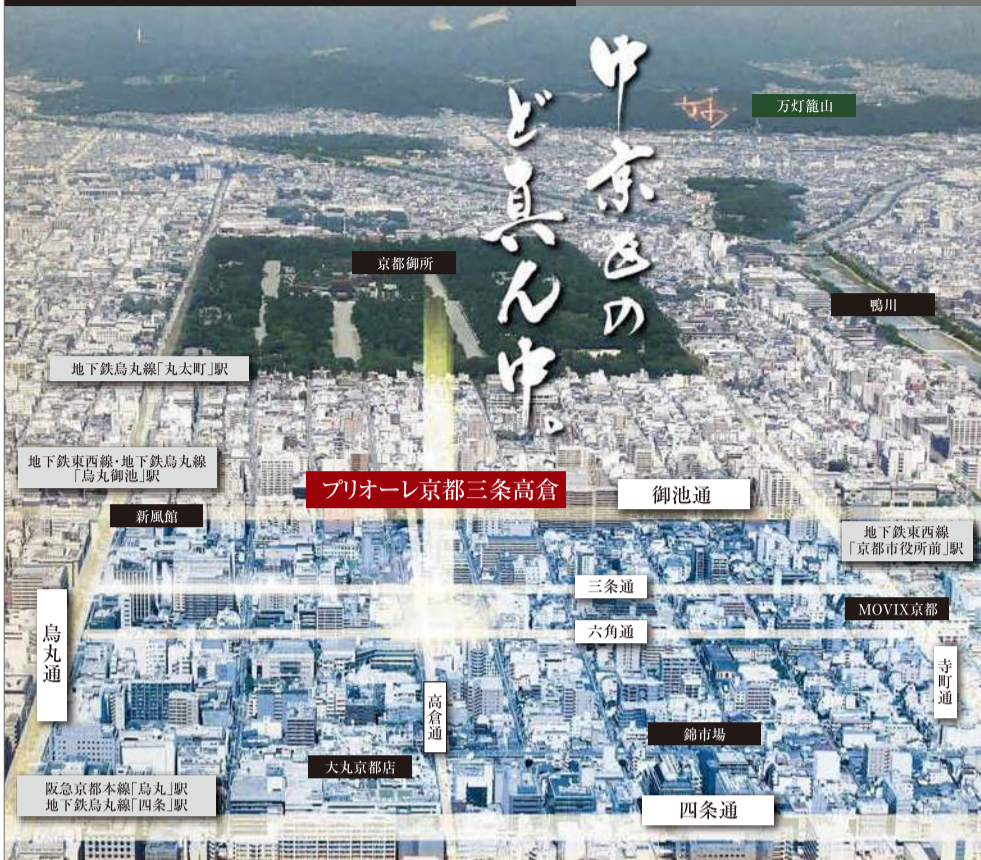 中京区の
ど真ん中。
万灯籠山
京都御所
鴨川
地下鉄烏丸線「丸太町」駅
地下鉄東西線・地下鉄烏丸線
「烏丸御池」駅
プリオーレ京都三条高倉
御池通
新風館
地下鉄東西線
「京都市役所前」駅
三条通
MOVIX京都
六角通
烏丸通
寺町通
高倉通
錦市場
大丸京都店
阪急京都本線「烏丸」駅
地下鉄烏丸線「四条」駅
四条通